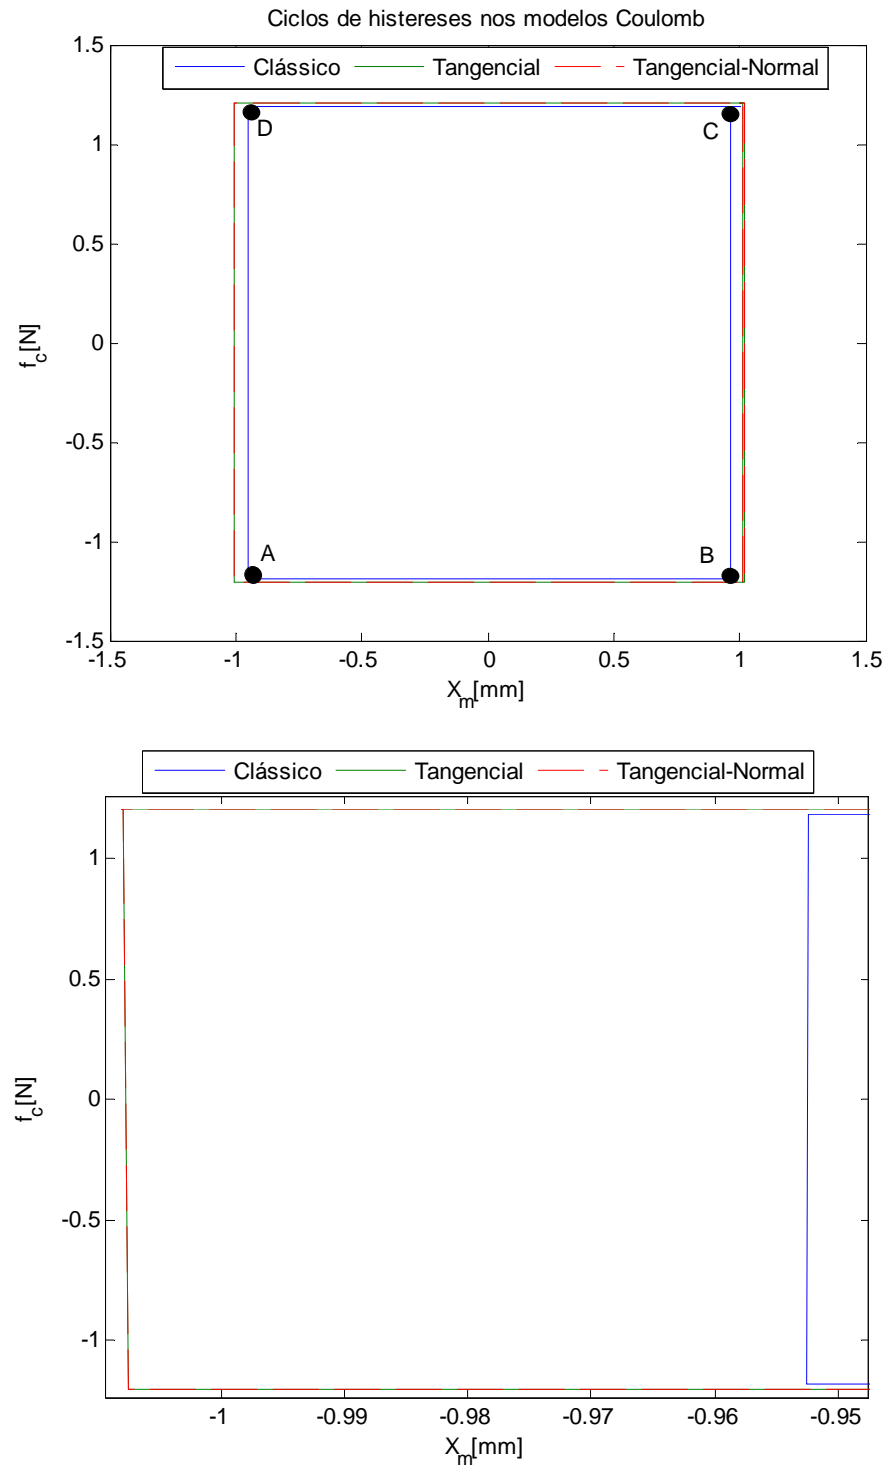 Ciclos de histereses nos modelos Coulomb
1.5
Clássico Tangencial Tangencial-Normal
D C
1
0.5
0
f_c[N]
-0.5
A B
-1
-1.5
-1.5 -1 -0.5 0 0.5 1 1.5
X_m[mm]
Clássico Tangencial Tangencial-Normal
1
0.5
0
f_c[N]
-0.5
-1
-1 -0.99 -0.98 -0.97 -0.96 -0.95
X_m[mm]